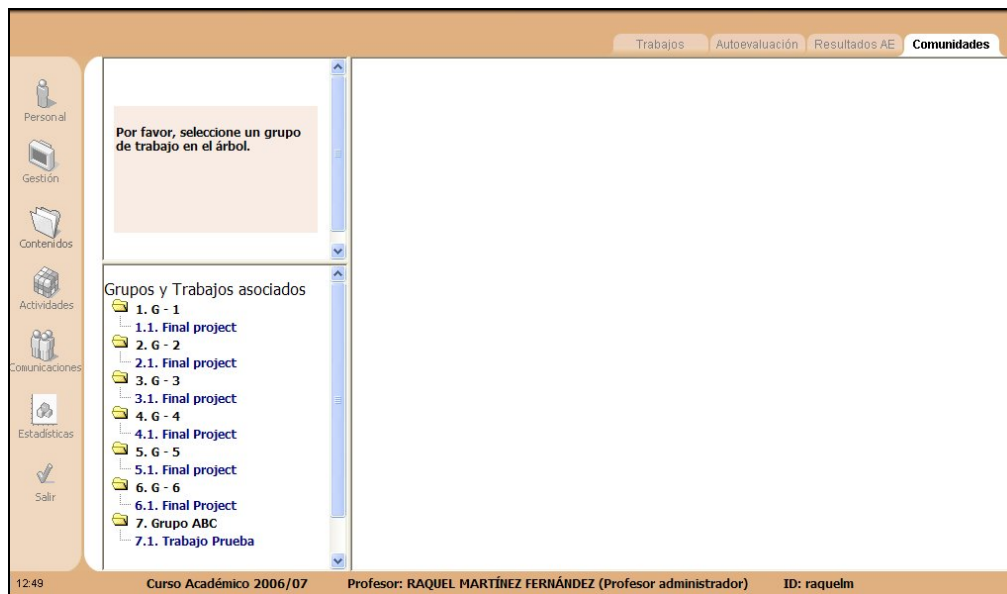 Trabajos
Autoevaluación
Resultados AE
Comunidades
Personal
Gestión
Contenidos
Actividades
Comunicaciones
Estadísticas
Salir
Por favor, seleccione un grupo
de trabajo en el árbol.
Grupos y Trabajos asociados
1. G - 1
1.1. Final project
2. G - 2
2.1. Final project
3. G - 3
3.1. Final project
4. G - 4
4.1. Final Project
5. G - 5
5.1. Final project
6. G - 6
6.1. Final Project
7. Grupo ABC
7.1. Trabajo Prueba
12:49
Curso Académico 2006/07
Profesor: RAQUEL MARTÍNEZ FERNÁNDEZ (Profesor administrador)
ID: raquelm